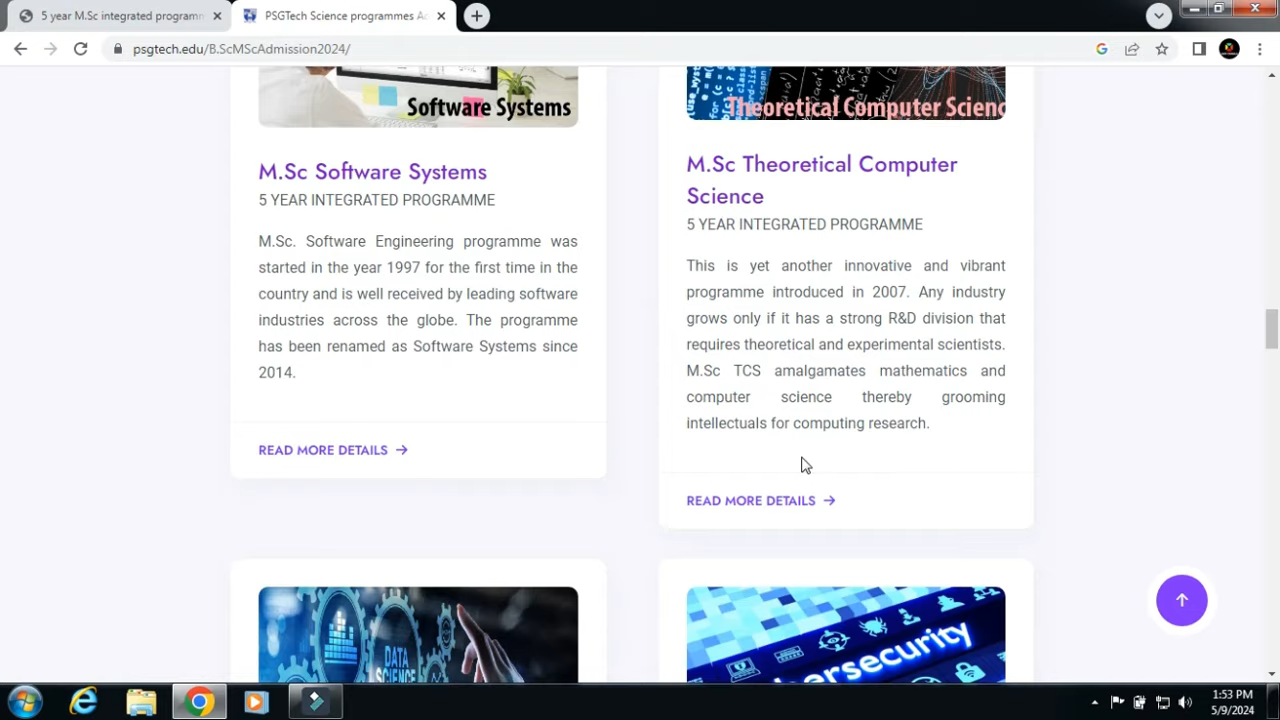 5 year M.Sc integrated programm
PSGTech Science programmes Ad
psgtech.edu/B.ScMScAdmission2024/
Software Systems
Theoretical Computer Scienc
M.Sc Software Systems
5 YEAR INTEGRATED PROGRAMME
M.Sc. Software Engineering programme was
started in the year 1997 for the first time in the
country and is well received by leading software
industries across the globe. The programme
has been renamed as Software Systems since
2014.
READ MORE DETAILS
M.Sc Theoretical Computer
Science
5 YEAR INTEGRATED PROGRAMME
This is yet another innovative and vibrant
programme introduced in 2007. Any industry
grows only if it has a strong R&D division that
requires theoretical and experimental scientists.
M.Sc TCS amalgamates mathematics and
computer science thereby grooming
intellectuals for computing research.
READ MORE DETAILS
DATA
SCIENCE
bersecurity
1:53 PM
5/9/2024